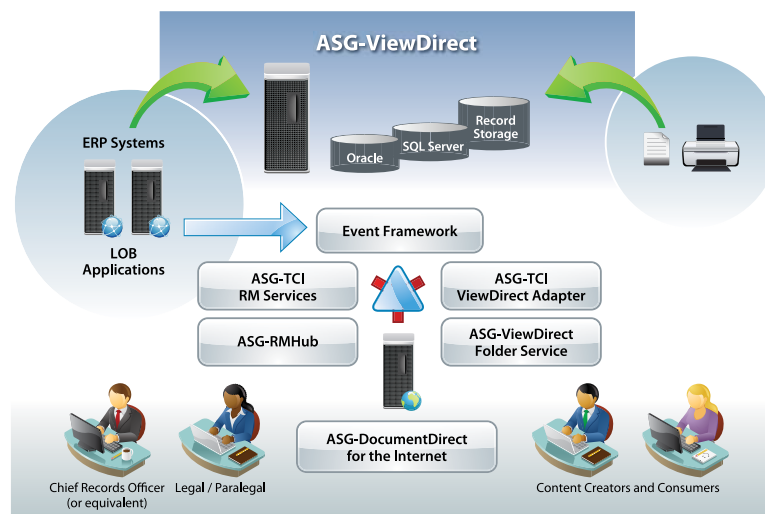 ASG-ViewDirect
ERP Systems
Oracle
SQL Server
Record
Storage
LOB
Applications
Event Framework
ASG-TCI
RM Services
ASG-TCI
ViewDirect Adapter
ASG-RMHub
ASG-ViewDirect
Folder Service
ASG-DocumentDirect
for the Internet
Chief Records Officer
(or equivalent)
Legal / Paralegal
Content Creators and Consumers